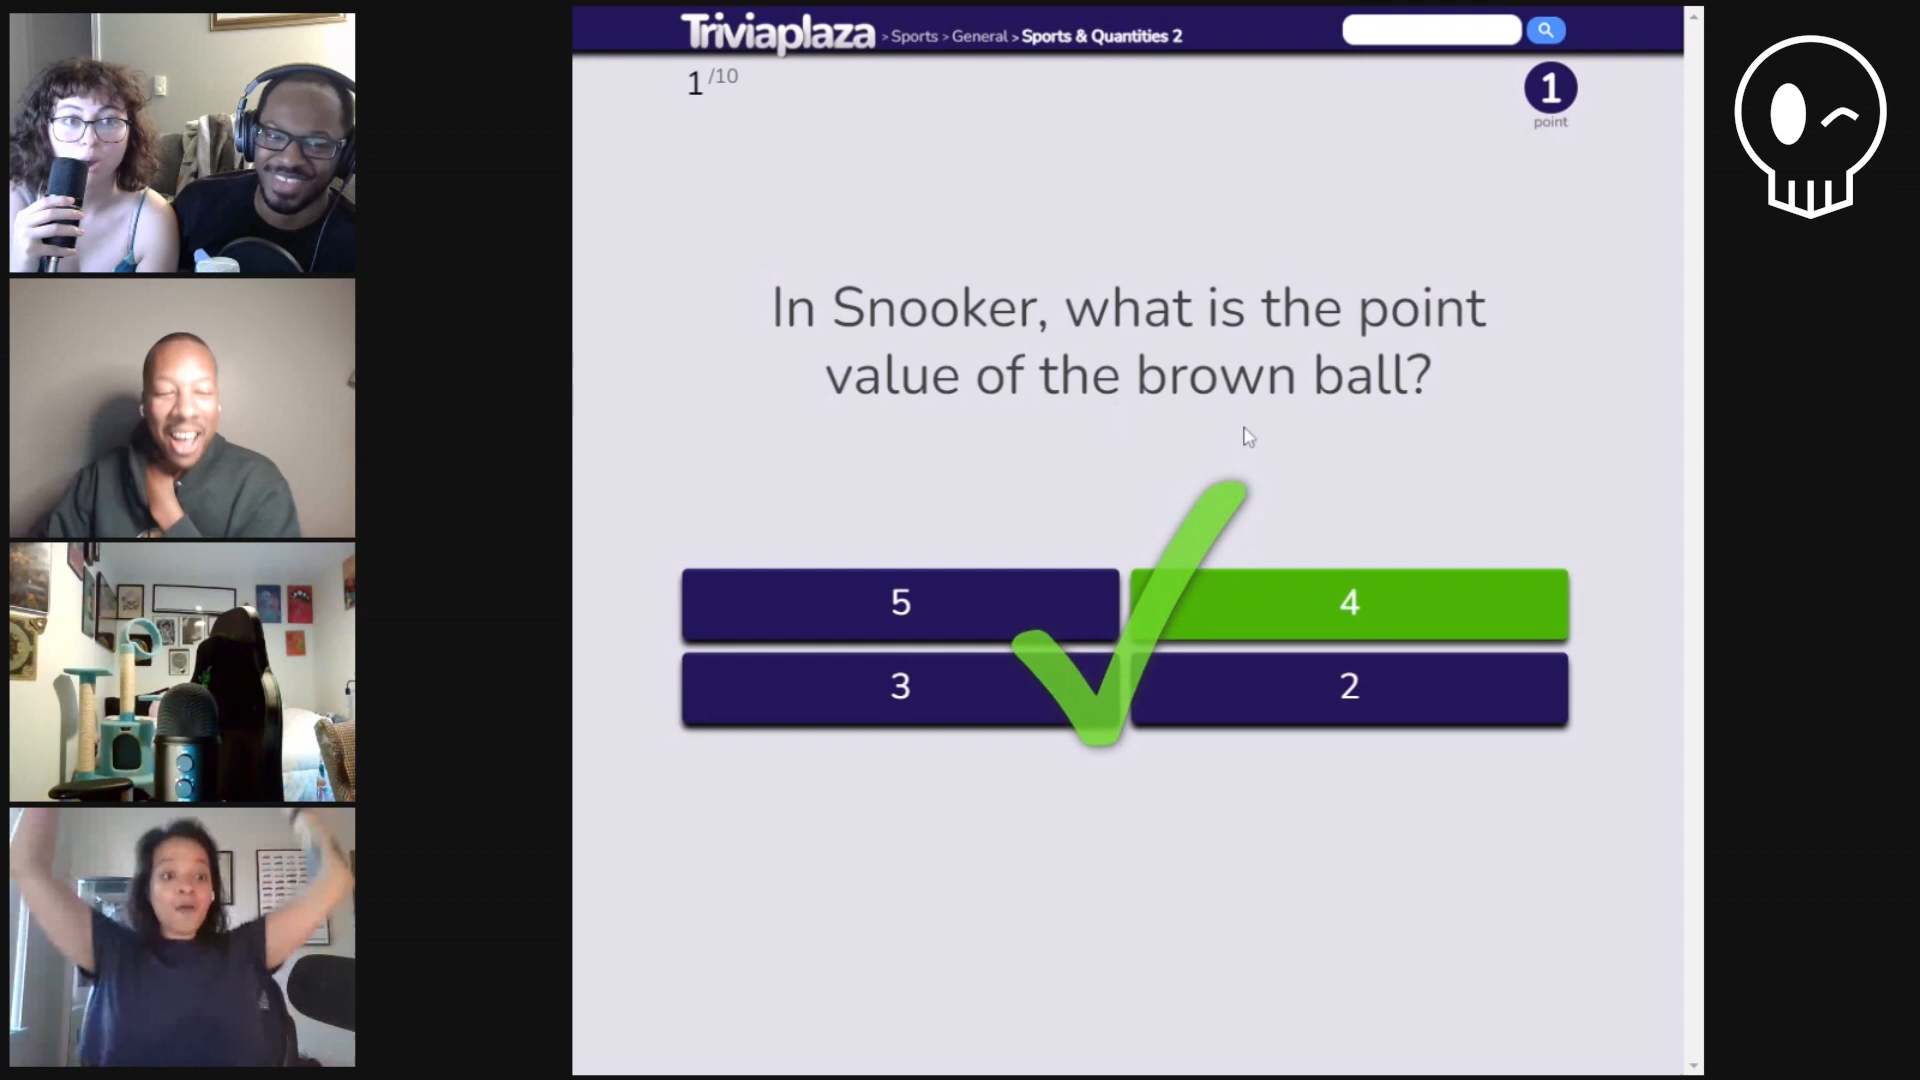 Triviaplaza > Sports > General > Sports & Quantities 2
1 /10
1
point
In Snooker, what is the point
value of the brown ball?
5
4
3
2